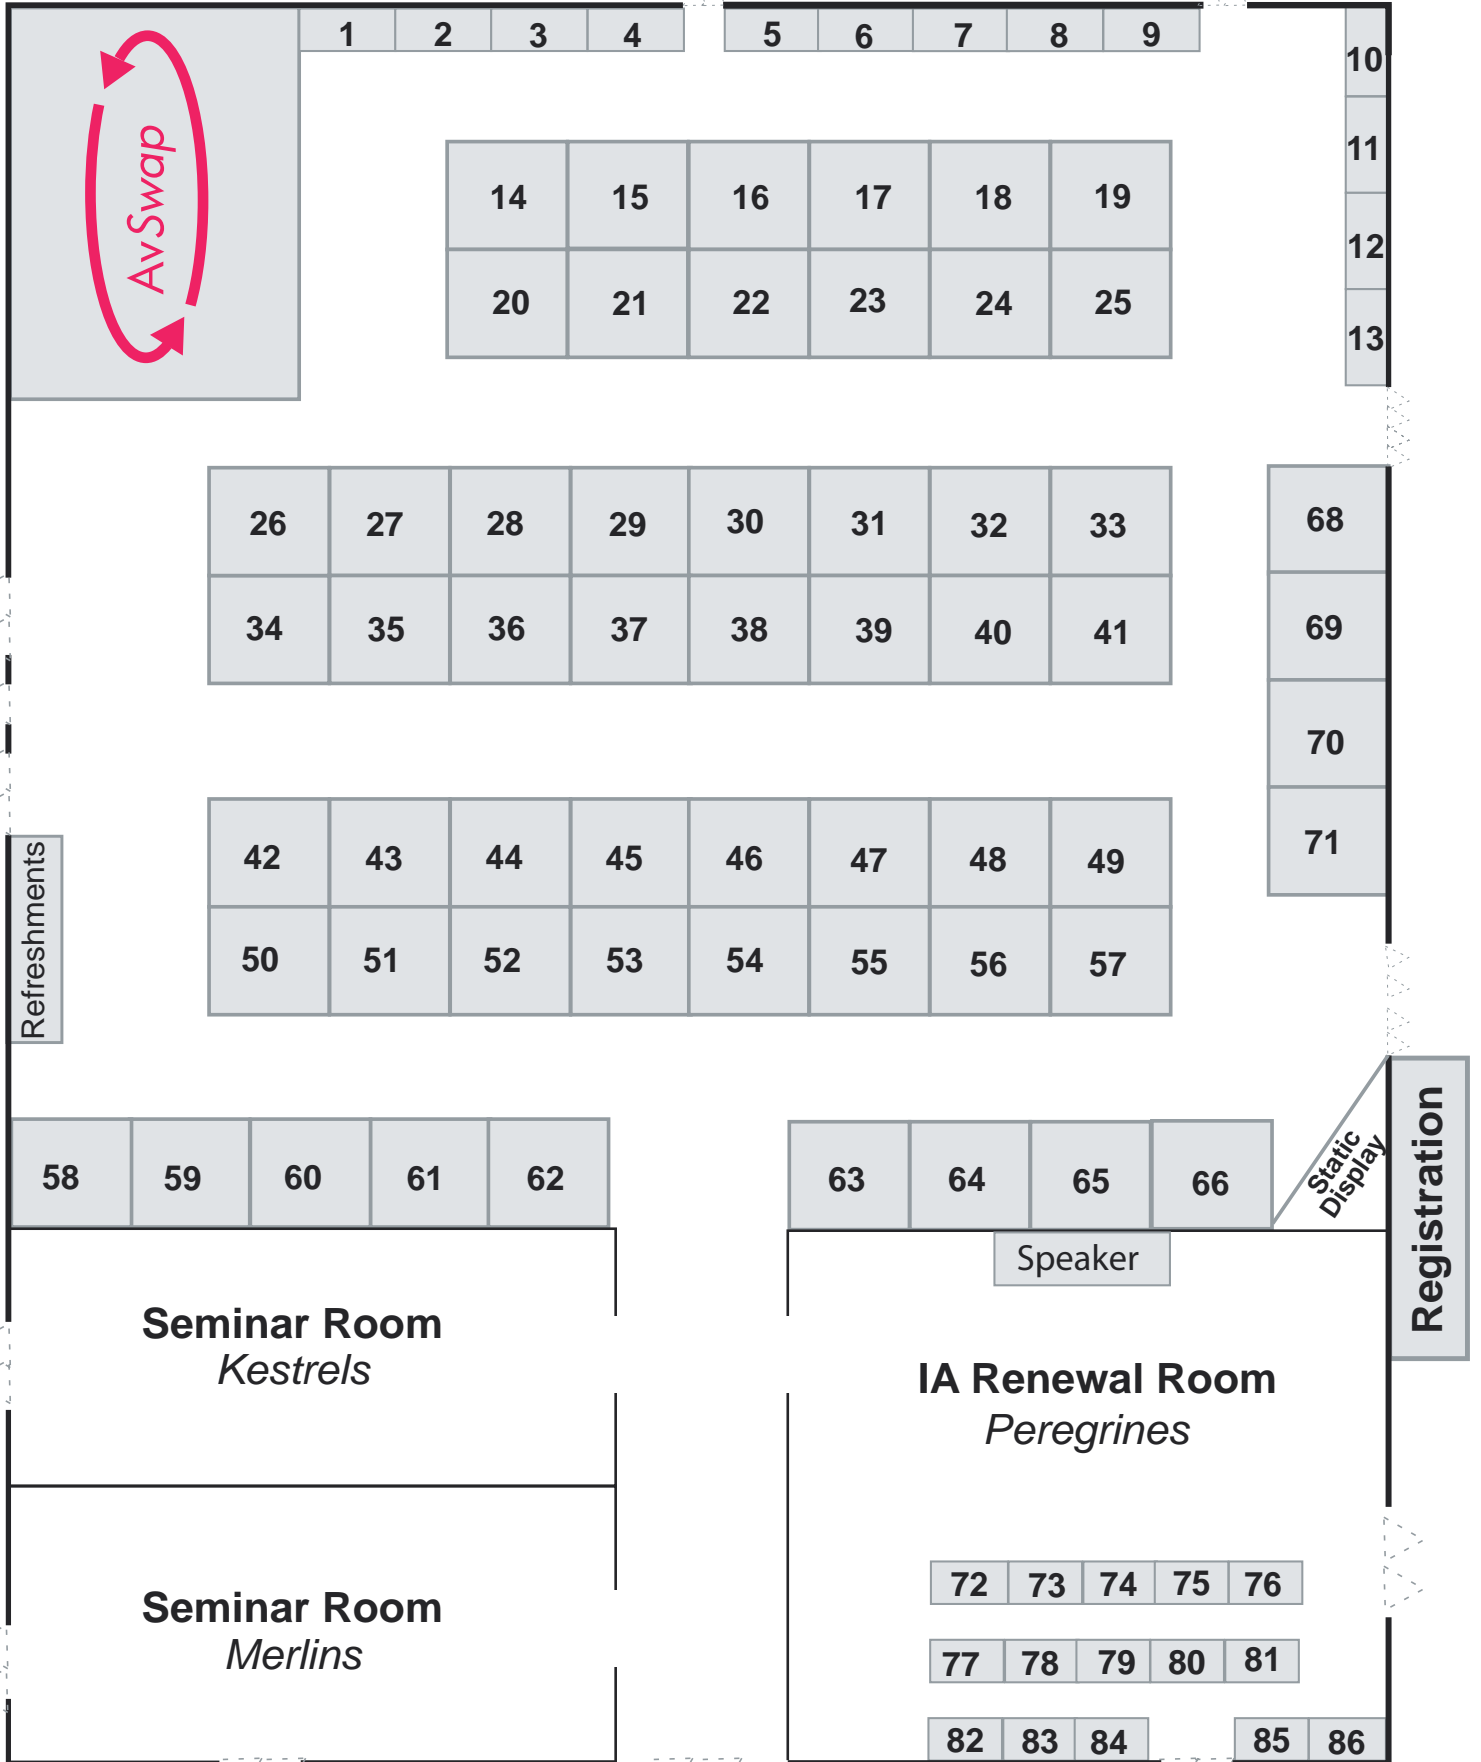 1 2 3 4 5 6 7 8 9
10
11
12
13
AvSwap
14 15 16 17 18 19
20 21 22 23 24 25
26 27 28 29 30 31 32 33
34 35 36 37 38 39 40 41
68
69
70
71
42 43 44 45 46 47 48 49
50 51 52 53 54 55 56 57
Refreshments
58 59 60 61 62
63 64 65 66
Static
Display
Registration
Speaker
Seminar Room
Kestrels
IA Renewal Room
Peregrines
Seminar Room
Merlins
72 73 74 75 76
77 78 79 80 81
82 83 84 85 86